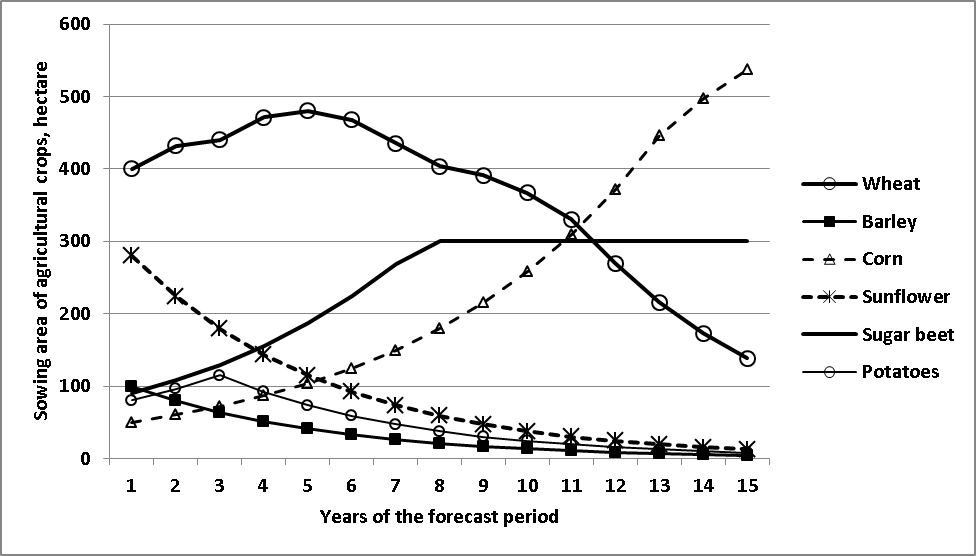 Sowing area of agricultural crops, hectare
600
500
400
300
200
100
0
1 2 3 4 5 6 7 8 9 10 11 12 13 14 15
Years of the forecast period
Wheat
Barley
Corn
Sunflower
Sugar beet
Potatoes